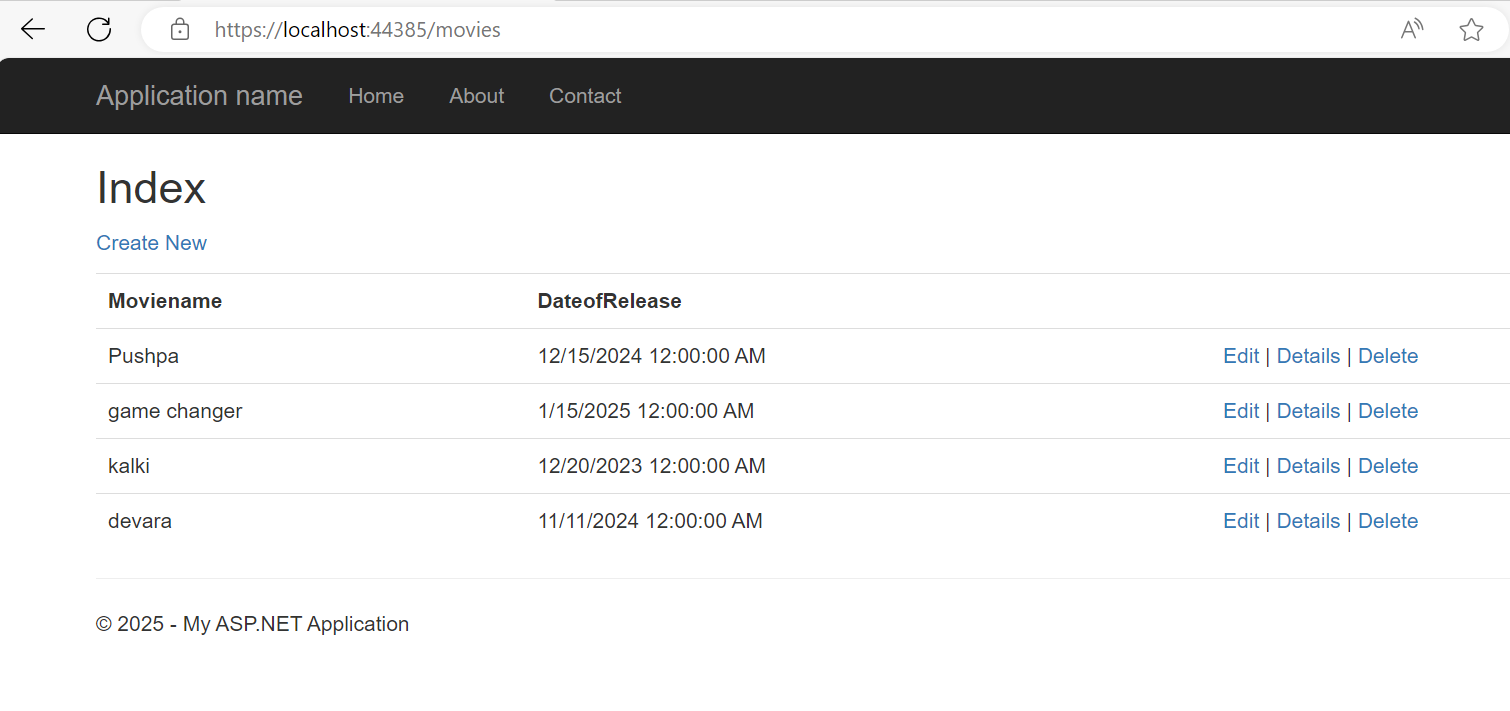 https://localhost:44385/movies
Application name Home About Contact
Index
Create New
Moviename DateofRelease
Pushpa 12/15/2024 12:00:00 AM Edit | Details | Delete
game changer 1/15/2025 12:00:00 AM Edit | Details | Delete
kalki 12/20/2023 12:00:00 AM Edit | Details | Delete
devara 11/11/2024 12:00:00 AM Edit | Details | Delete
© 2025 - My ASP.NET Application